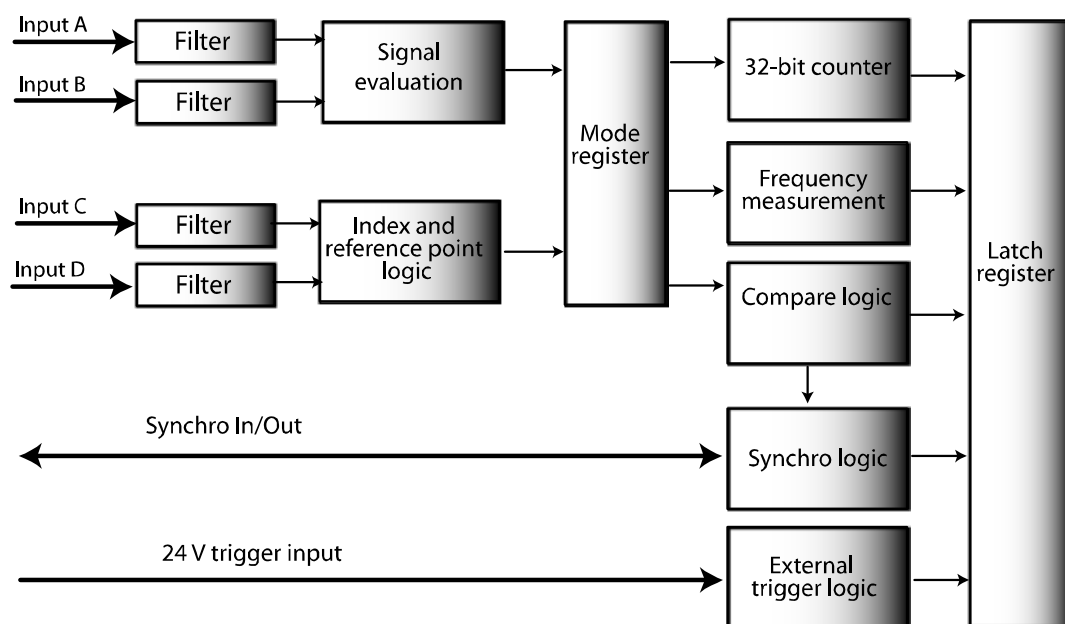 Input A
Filter
Input B
Filter
Signal
evaluation
Input C
Filter
Input D
Filter
Index and
reference point
logic
Mode
register
32-bit counter
Frequency
measurement
Compare logic
Synchro In/Out
Synchro logic
24 V trigger input
External
trigger logic
Latch
register